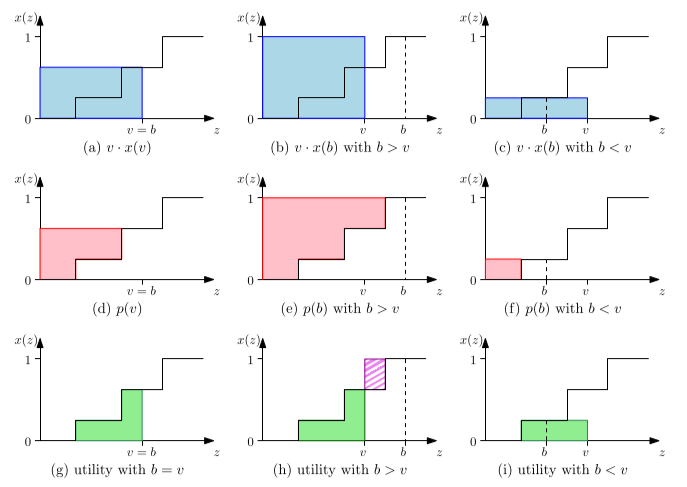 x(z) x(z) x(z)
1 1 1
0 0 0
v = b z v b z b v z
(a) v · x(v) (b) v · x(b) with b > v (c) v · x(b) with b < v
x(z) x(z) x(z)
1 1 1
0 0 0
v = b z v b z b v z
(d) p(v) (e) p(b) with b > v (f) p(b) with b < v
x(z) x(z) x(z)
1 1 1
0 0 0
v = b z v b z b v z
(g) utility with b = v (h) utility with b > v (i) utility with b < v